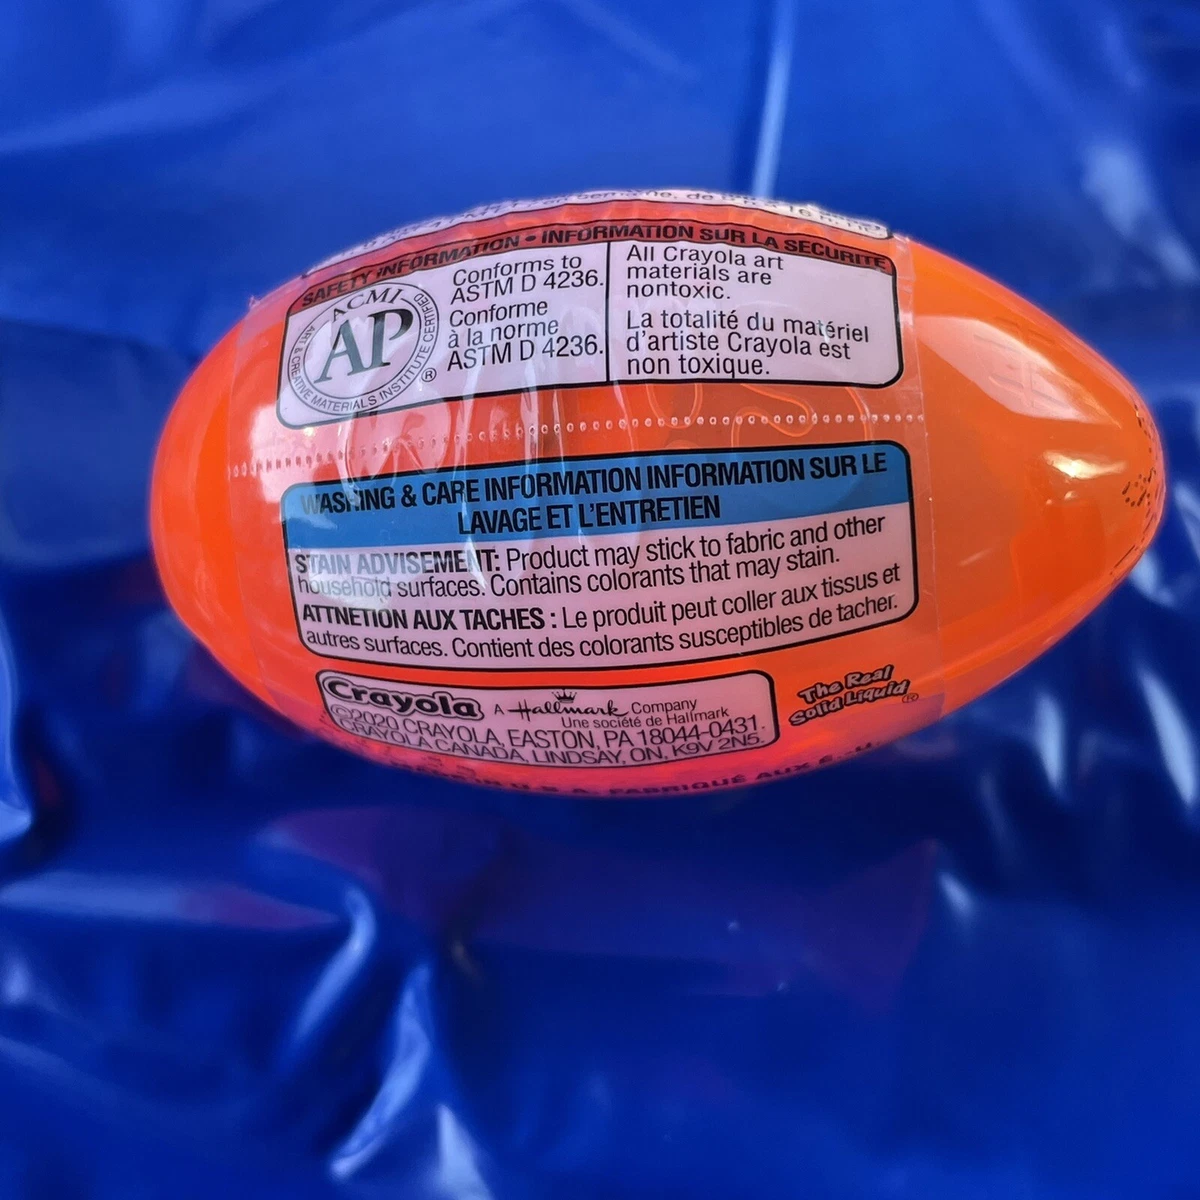 SAFETY INFORMATION • INFORMATION SUR LA SÉCURITÉ
ACMI
AP
ART & CREATIVE MATERIALS INSTITUTE CERTIFIED
®
Conforms to
ASTM D 4236.
Conforme
à la norme
ASTM D 4236.
All Crayola art
materials are
nontoxic.
La totalité du matériel
d'artiste Crayola est
non toxique.
WASHING & CARE INFORMATION INFORMATION SUR LE
LAVAGE ET L'ENTRETIEN
STAIN ADVISEMENT: Product may stick to fabric and other
household surfaces. Contains colorants that may stain.
ATTNETION AUX TACHES : Le produit peut coller aux tissus et
autres surfaces. Contient des colorants susceptibles de tacher.
Crayola A Hallmark Company
Une société de Hallmark
©2020 CRAYOLA, EASTON, PA 18044-0431.
CRAYOLA CANADA, LINDSAY, ON, K9V 2N5.
The Real
Solid Liquid®
U.S.A. FABRIQUÉ AUX É.-U.